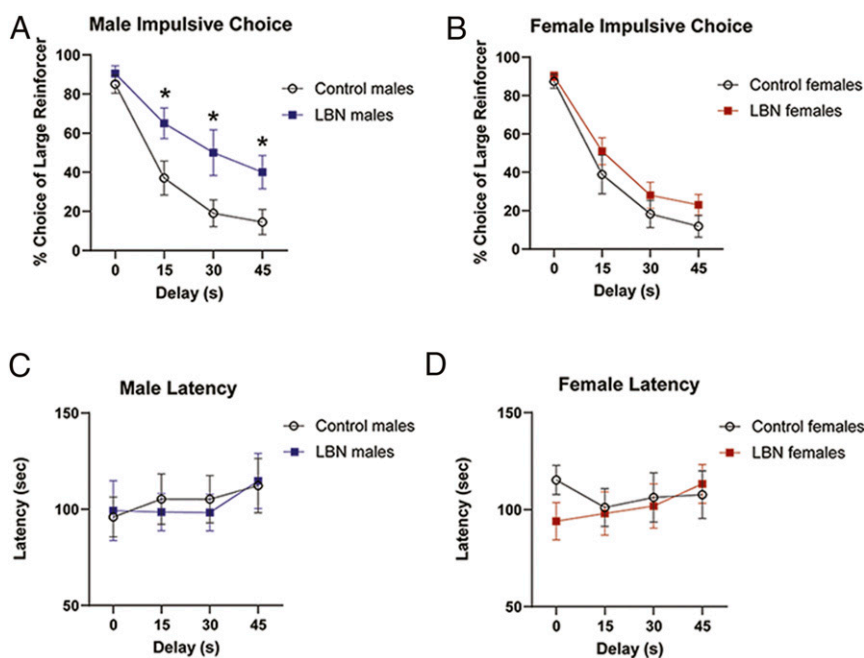 A
Male Impulsive Choice
% Choice of Large Reinforcer
100
80
60
40
20
0
*
*
*
0 15 30 45
Delay (s)
Control males
LBN males
B
Female Impulsive Choice
% Choice of Large Reinforcer
100
80
60
40
20
0
0 15 30 45
Delay (s)
Control females
LBN females
C
Male Latency
Latency (sec)
150
100
50
0 15 30 45
Delay (s)
Control males
LBN males
D
Female Latency
Latency (sec)
150
100
50
0 15 30 45
Delay (s)
Control females
LBN females